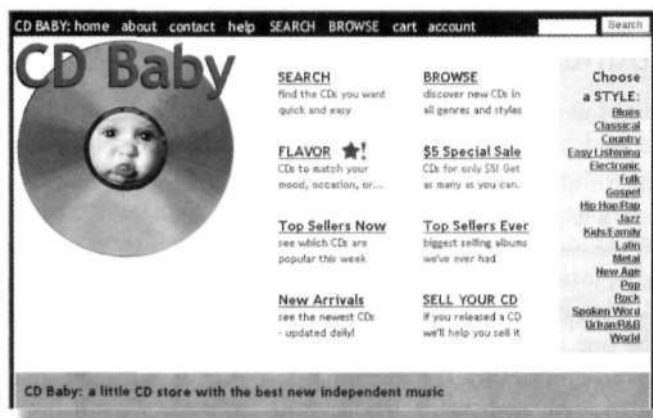 CD BABY: home about contact help SEARCH BROWSE cart account Search
CD Baby
SEARCH
find the CDs you want
quick and easy
BROWSE
discover new CDs in
all genres and styles
FLAVOR ★!
CDs to match your
mood, occation, or...
$5 Special Sale
CDs for only $5! Get
as many as you can.
Top Sellers Now
see which CDs are
popular this week
Top Sellers Ever
biggest selling albums
we've ever had
New Arrivals
see the newest CDs
- updated daily!
SELL YOUR CD
If you released a CD
we'll help you sell it
Choose
a STYLE:
Blues
Classical
Country
Easy Listening
Electronic
Folk
Gospel
Hip Hop/Rap
Jazz
Kids/Family
Latin
Metal
New Age
Pop
Rock
Spoken Word
Urban/R&B
World
CD Baby: a little CD store with the best new independent music